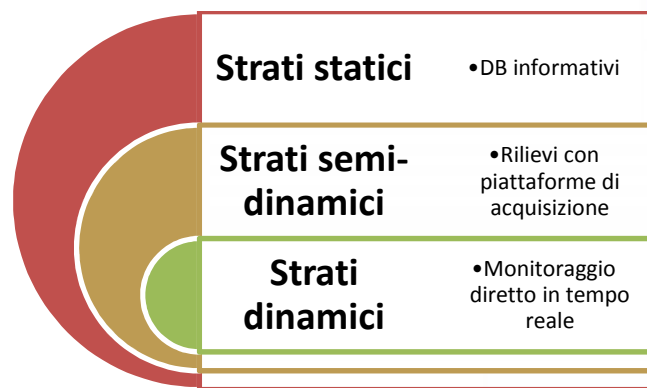 Strati statici
•DB informativi
Strati semi-
dinamici
•Rilievi con
piattaforme di
acquisizione
Strati
dinamici
•Monitoraggio
diretto in tempo
reale